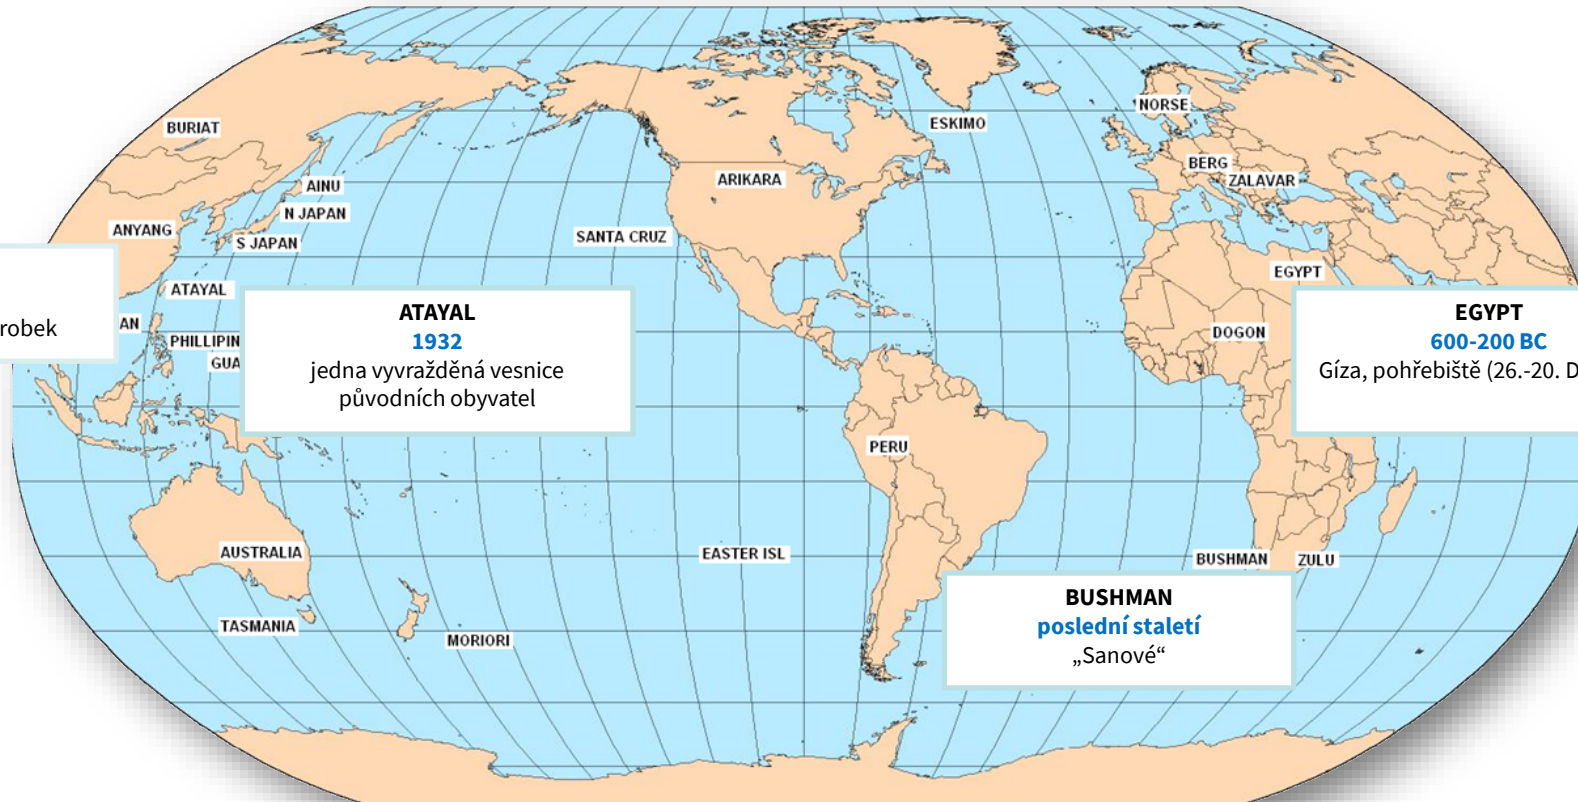 NORSE
ESKIMO
BURIAT
BERG
ARIKARA
ZALAVAR
AINU
N JAPAN
ANYANG
SANTA CRUZ
S JAPAN
EGYPT
ATAYAL
robek
AN
PHILLIPIN
GUA
ATAYAL
1932
jedna vyvražděná vesnice
původních obyvatel
DOGON
EGYPT
600-200 BC
Gíza, pohřebiště (26.-20. D
PERU
AUSTRALIA
EASTER ISL
BUSHMAN
ZULU
BUSHMAN
poslední staletí
„Sanové“
TASMANIA
MORIORI